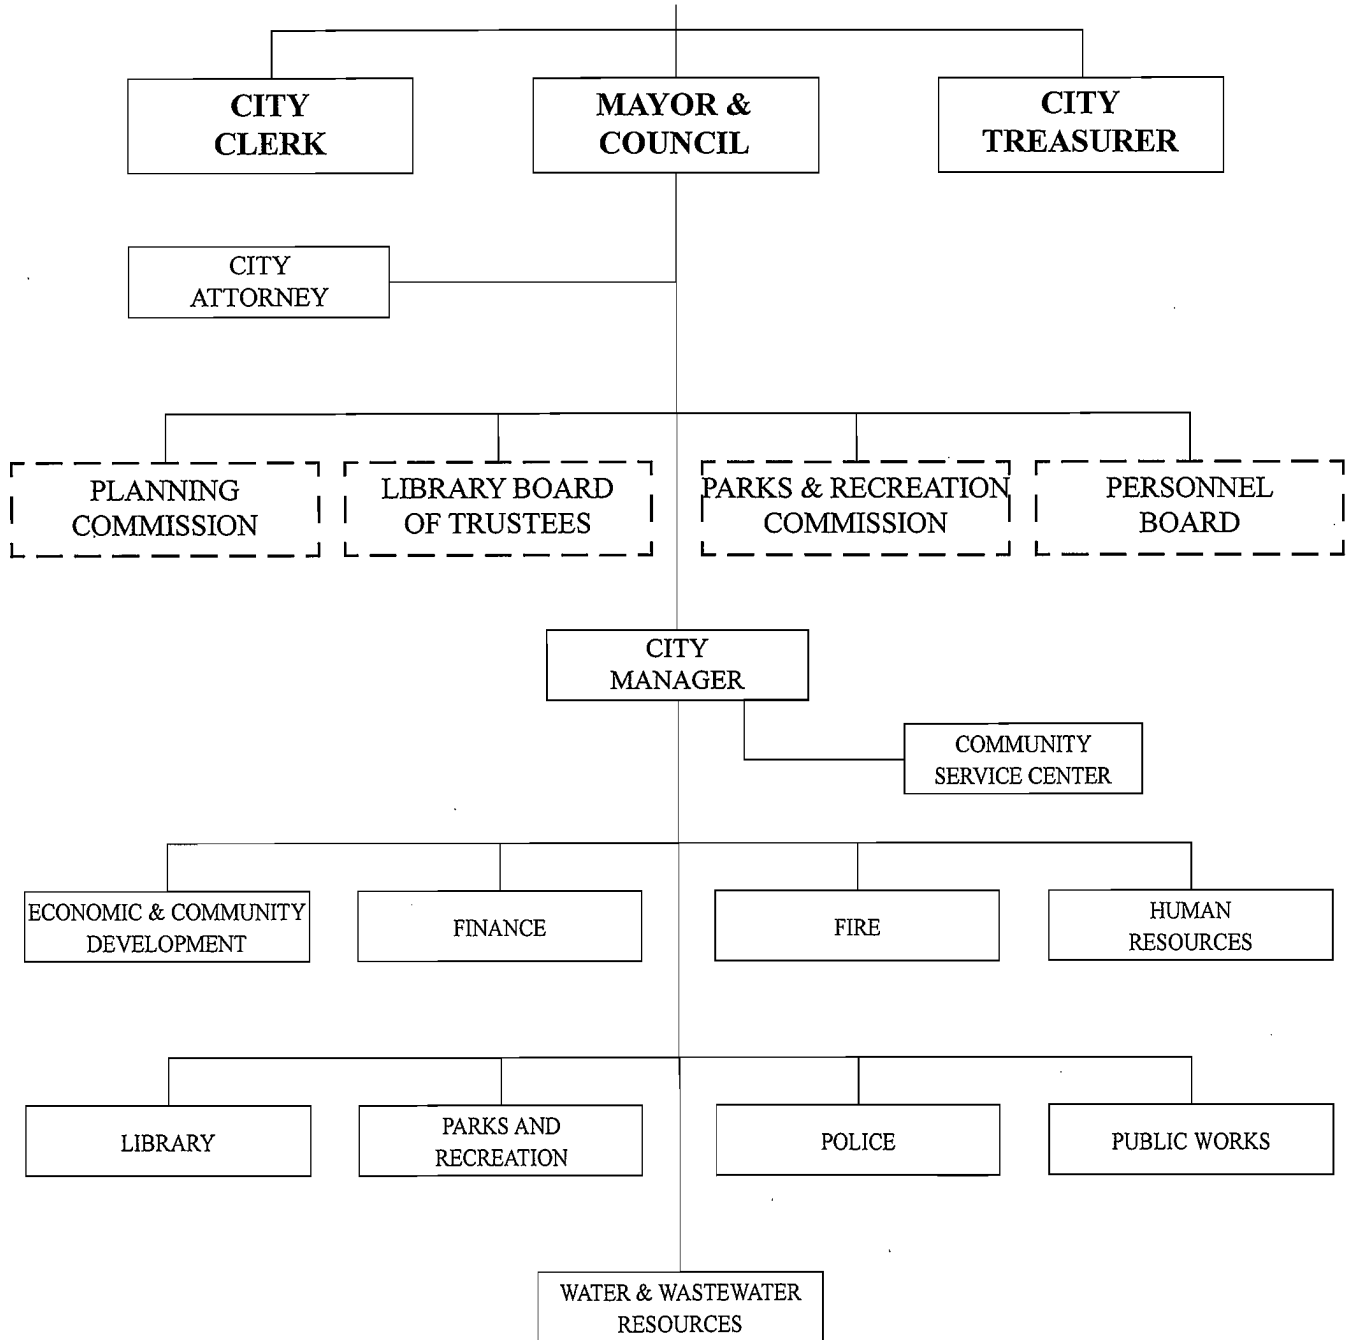 CITY
CLERK
MAYOR &
COUNCIL
CITY
TREASURER
CITY
ATTORNEY
PLANNING
COMMISSION
LIBRARY BOARD
OF TRUSTEES
PARKS & RECREATION
COMMISSION
PERSONNEL
BOARD
CITY
MANAGER
COMMUNITY
SERVICE CENTER
ECONOMIC & COMMUNITY
DEVELOPMENT
FINANCE
FIRE
HUMAN
RESOURCES
LIBRARY
PARKS AND
RECREATION
POLICE
PUBLIC WORKS
WATER & WASTEWATER
RESOURCES